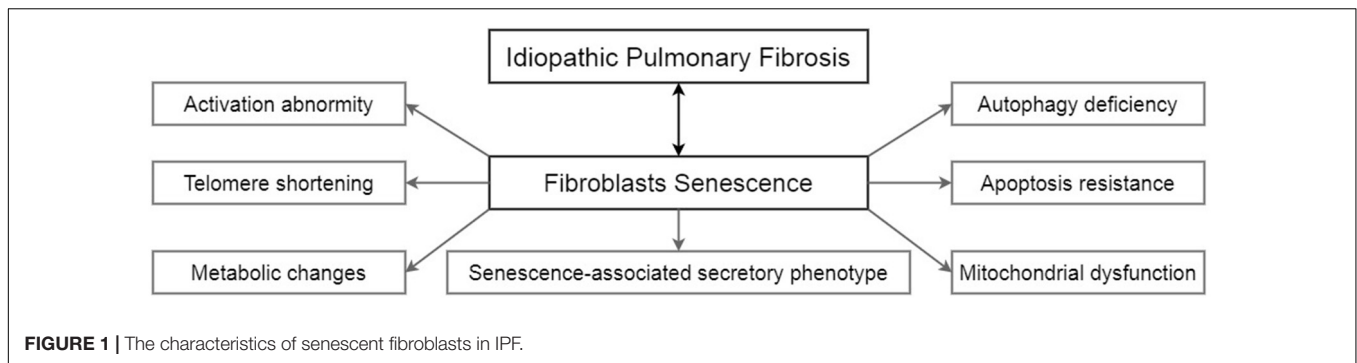 Idiopathic Pulmonary Fibrosis
Activation abnormity
Autophagy deficiency
Telomere shortening
Fibroblasts Senescence
Apoptosis resistance
Metabolic changes
Senescence-associated secretory phenotype
Mitochondrial dysfunction
FIGURE 1 | The characteristics of senescent fibroblasts in IPF.